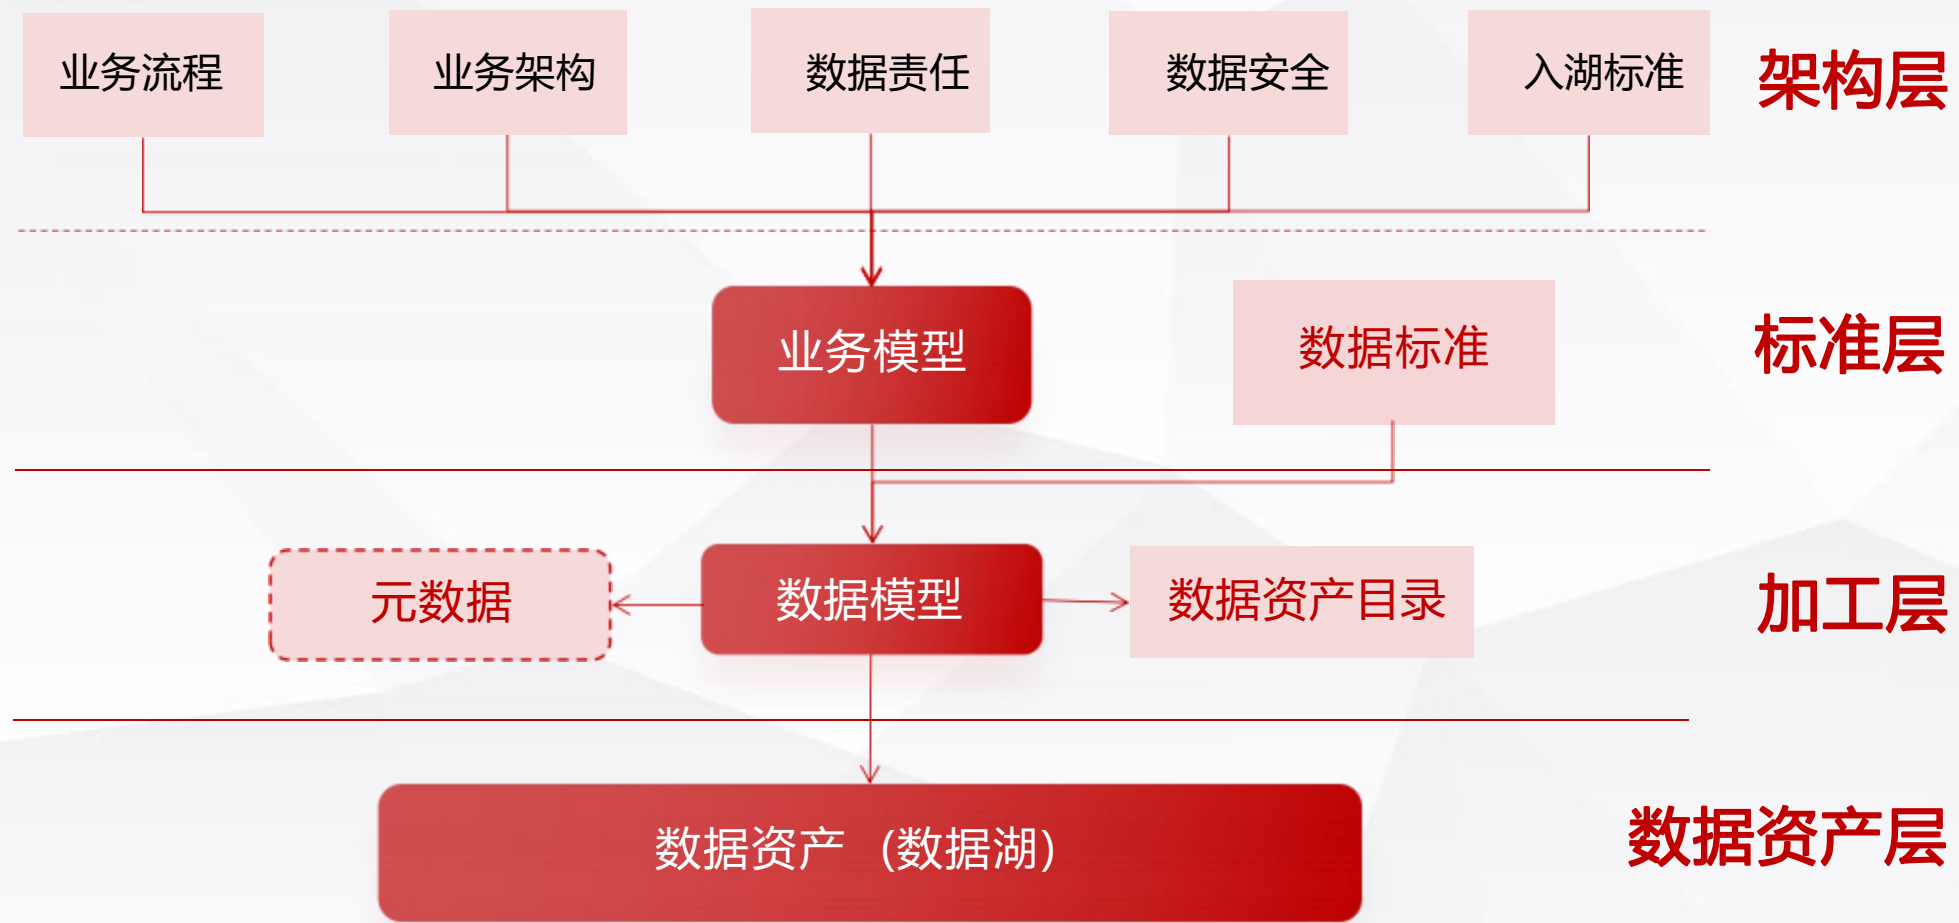 业务流程
业务架构
数据责任
数据安全
入湖标准
架构层
业务模型
数据标准
标准层
元数据
数据模型
数据资产目录
加工层
数据资产（数据湖）
数据资产层